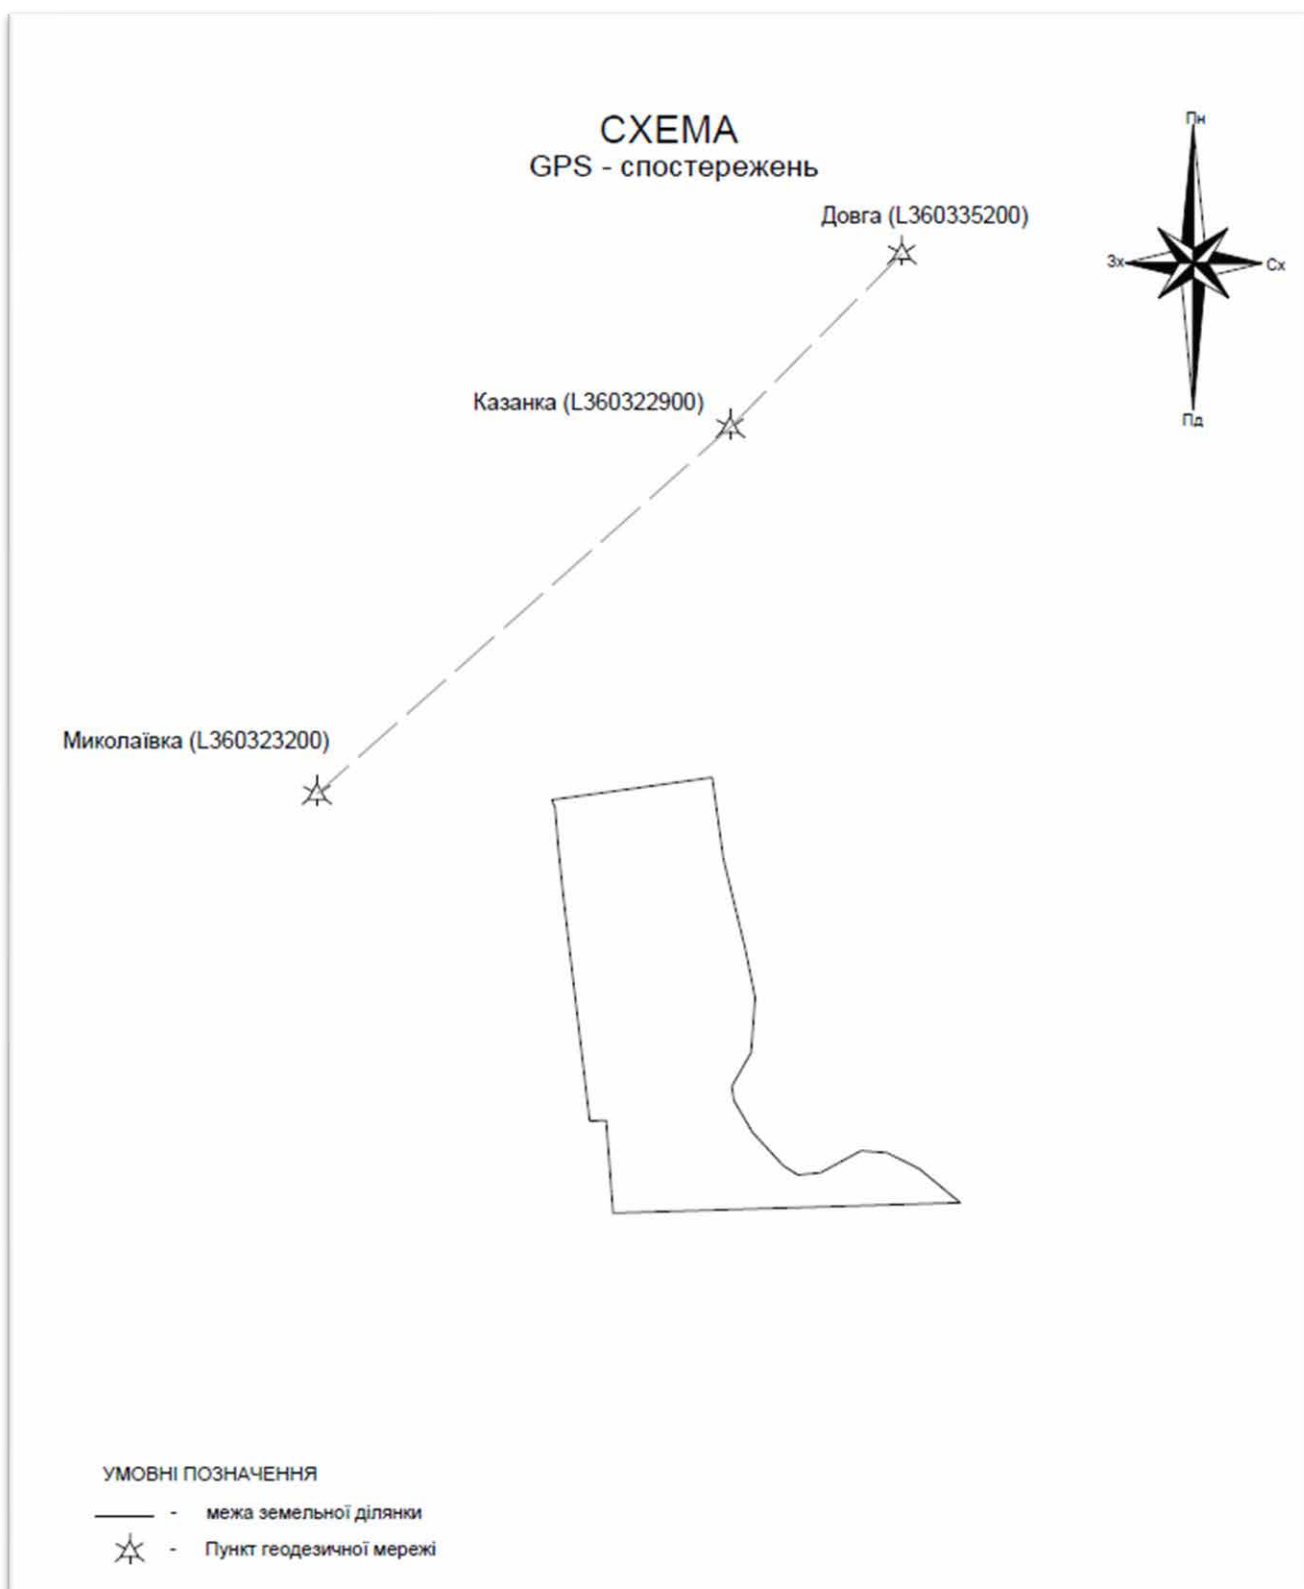 СХЕМА
GPS - спостережень
Пн
Довга (L360335200)
Зх
Сх
Казанка (L360322900)
Пд
Миколаївка (L360323200)
УМОВНІ ПОЗНАЧЕННЯ
- межа земельної ділянки
- Пункт геодезичної мережі